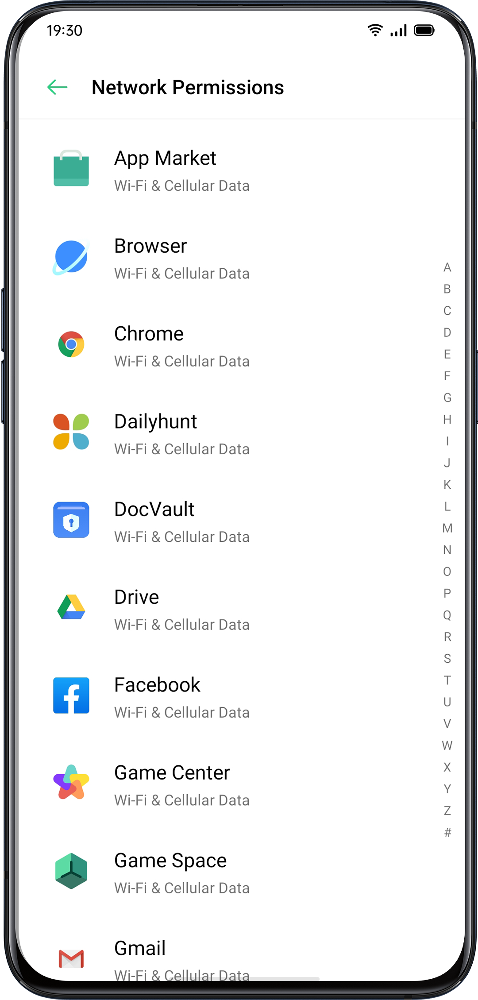 19:30
Network Permissions
App Market
Wi-Fi & Cellular Data
Browser
Wi-Fi & Cellular Data
Chrome
Wi-Fi & Cellular Data
Dailyhunt
Wi-Fi & Cellular Data
DocVault
Wi-Fi & Cellular Data
Drive
Wi-Fi & Cellular Data
Facebook
Wi-Fi & Cellular Data
Game Center
Wi-Fi & Cellular Data
Game Space
Wi-Fi & Cellular Data
Gmail
Wi-Fi & Cellular Data
A
B
C
D
E
F
G
H
I
J
K
L
M
N
O
P
Q
R
S
T
U
V
W
X
Y
Z
#